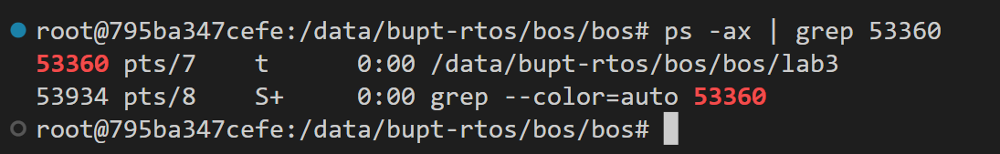 root@795ba347cefe:/data/bupt-rtos/bos/bos# ps -ax | grep 53360
53360 pts/7    t      0:00 /data/bupt-rtos/bos/bos/lab3
53934 pts/8    S+     0:00 grep --color=auto 53360
root@795ba347cefe:/data/bupt-rtos/bos/bos#